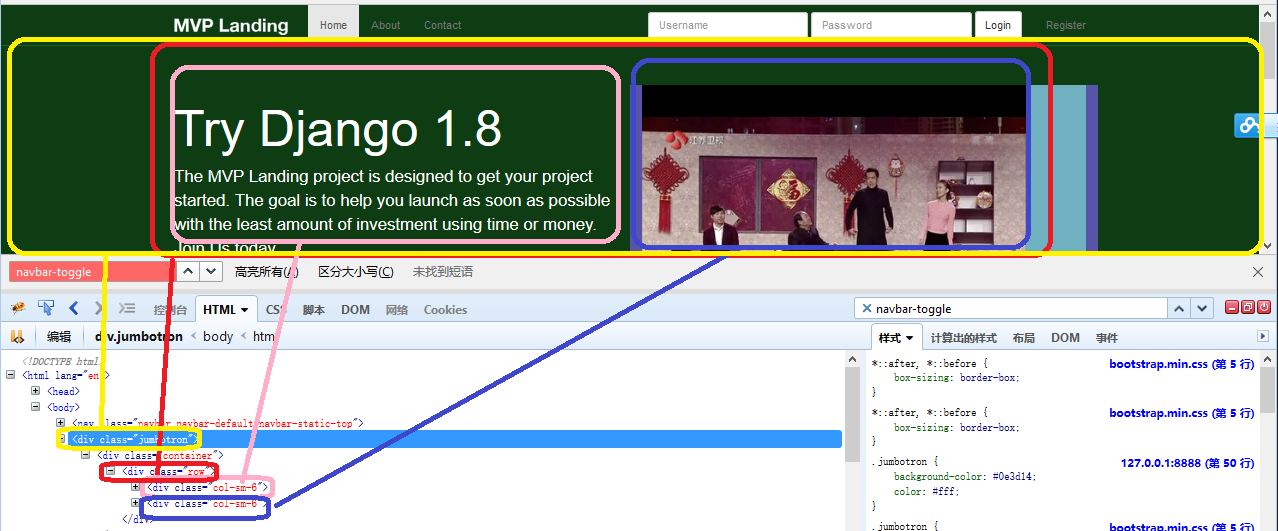 MVP Landing
Home
About
Contact
Username
Password
Login
Register
Try Django 1.8
The MVP Landing project is designed to get your project
started. The goal is to help you launch as soon as possible
with the least amount of investment using time or money.
Join Us today
江苏卫视
navbar-toggle
高亮所有(A)
区分大小写(C)
未找到短语
控制台
HTML
CSS
脚本
DOM
网络
Cookies
navbar-toggle
编辑
div.jumbotron < body < html
样式
计算出的样式
布局
DOM
事件
<!DOCTYPE html>
<html lang="en">
<head>
<body>
<nav class="navbar navbar-default navbar-static-top">
<div class="jumbotron">
<div class="container">
<div class="row">
<div class="col-sm-6">
<div class="col-sm-6">
</div>
</div>
*::after, *::before {
bootstrap.min.css (第 5 行)
box-sizing: border-box;
}
*::after, *::before {
bootstrap.min.css (第 5 行)
box-sizing: border-box;
}
.jumbotron {
127.0.0.1:8888 (第 50 行)
background-color: #0e3d14;
color: #fff;
}
.jumbotron {
bootstrap.min.css (第 5 行)